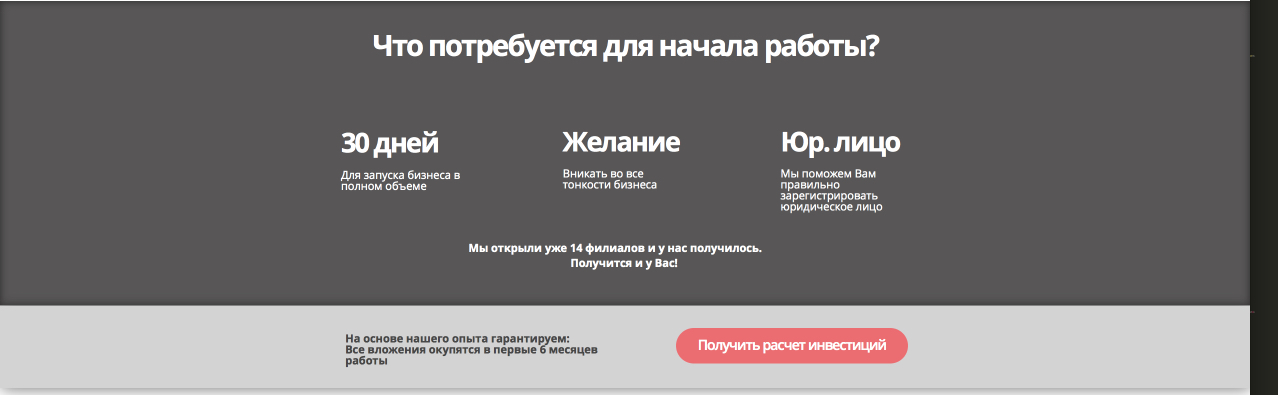 Что потребуется для начала работы?
30 дней
Для запуска бизнеса в
полном объеме
Желание
Вникать во все
тонкости бизнеса
Юр. лицо
Мы поможем Вам
правильно
зарегистрировать
юридическое лицо
Мы открыли уже 14 филиалов и у нас получилось.
Получится и у Вас!
На основе нашего опыта гарантируем:
Все вложения окупятся в первые 6 месяцев
работы
Получить расчет инвестиций